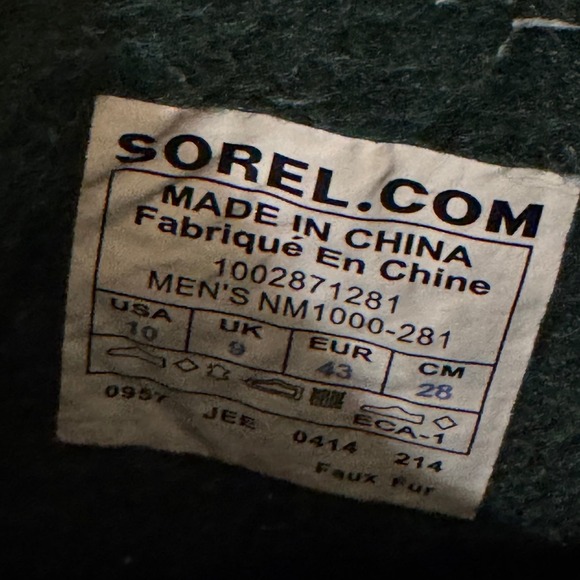 SOREL.COM
MADE IN CHINA
Fabriqué En Chine
1002871281
MEN'S NM1000-281
USA UK EUR CM
10 9 43 28
ECA-1
0957 JEE 0414 214
Faux Fur